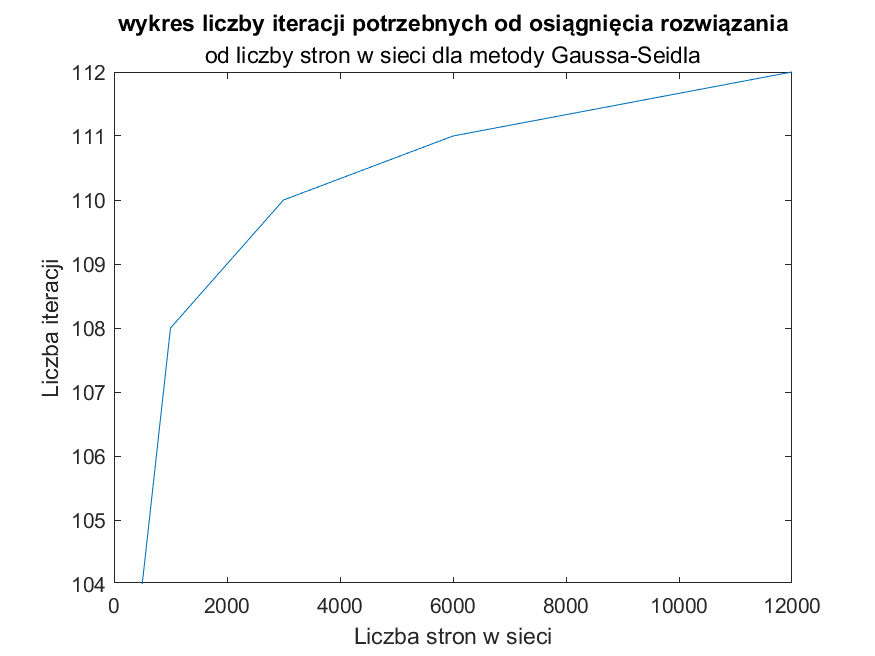 wykres liczby iteracji potrzebnych od osiągnięcia rozwiązania
od liczby stron w sieci dla metody Gaussa-Seidla
112
111
110
109
108
107
106
105
104
Liczba iteracji
0 2000 4000 6000 8000 10000 12000
Liczba stron w sieci